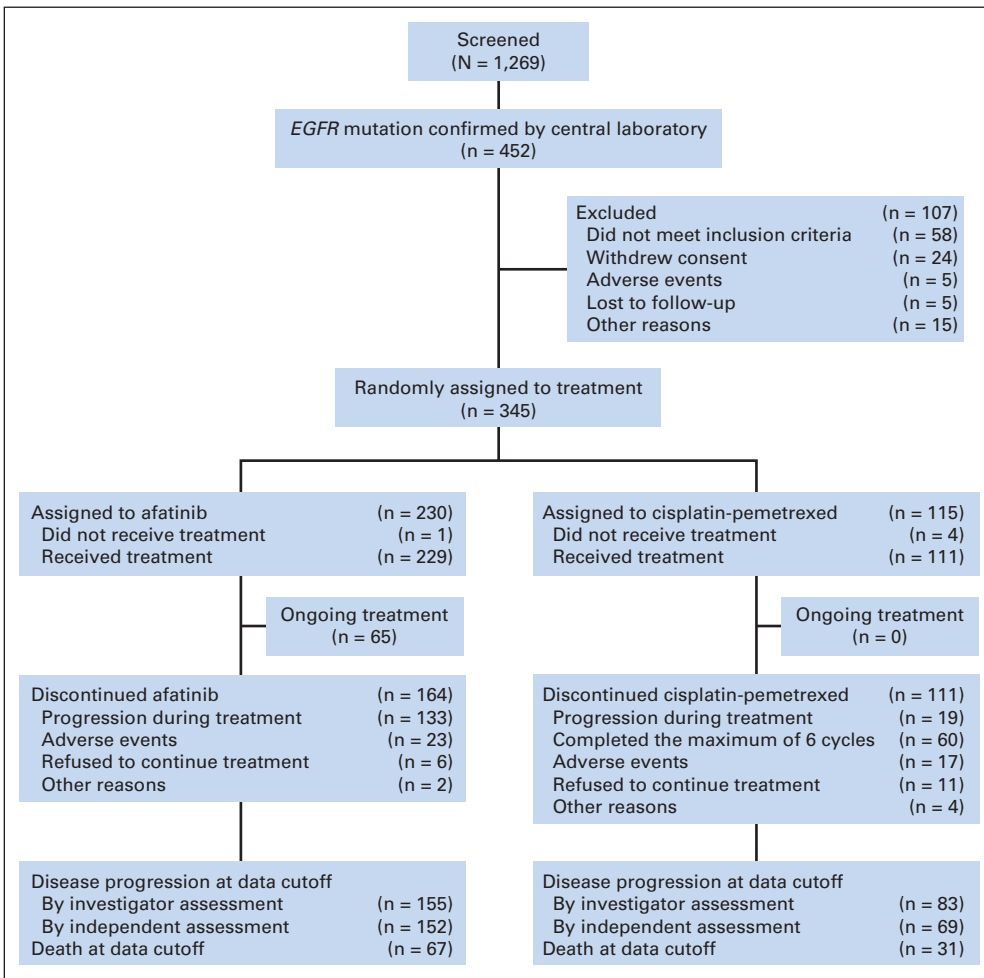 Screened
(N = 1,269)
EGFR mutation confirmed by central laboratory
(n = 452)
Excluded (n = 107)
Did not meet inclusion criteria (n = 58)
Withdrew consent (n = 24)
Adverse events (n = 5)
Lost to follow-up (n = 5)
Other reasons (n = 15)
Randomly assigned to treatment
(n = 345)
Assigned to afatinib (n = 230)
Did not receive treatment (n = 1)
Received treatment (n = 229)
Assigned to cisplatin-pemetrexed (n = 115)
Did not receive treatment (n = 4)
Received treatment (n = 111)
Ongoing treatment
(n = 65)
Ongoing treatment
(n = 0)
Discontinued afatinib (n = 164)
Progression during treatment (n = 133)
Adverse events (n = 23)
Refused to continue treatment (n = 6)
Other reasons (n = 2)
Discontinued cisplatin-pemetrexed (n = 111)
Progression during treatment (n = 19)
Completed the maximum of 6 cycles (n = 60)
Adverse events (n = 17)
Refused to continue treatment (n = 11)
Other reasons (n = 4)
Disease progression at data cutoff
By investigator assessment (n = 155)
By independent assessment (n = 152)
Death at data cutoff (n = 67)
Disease progression at data cutoff
By investigator assessment (n = 83)
By independent assessment (n = 69)
Death at data cutoff (n = 31)